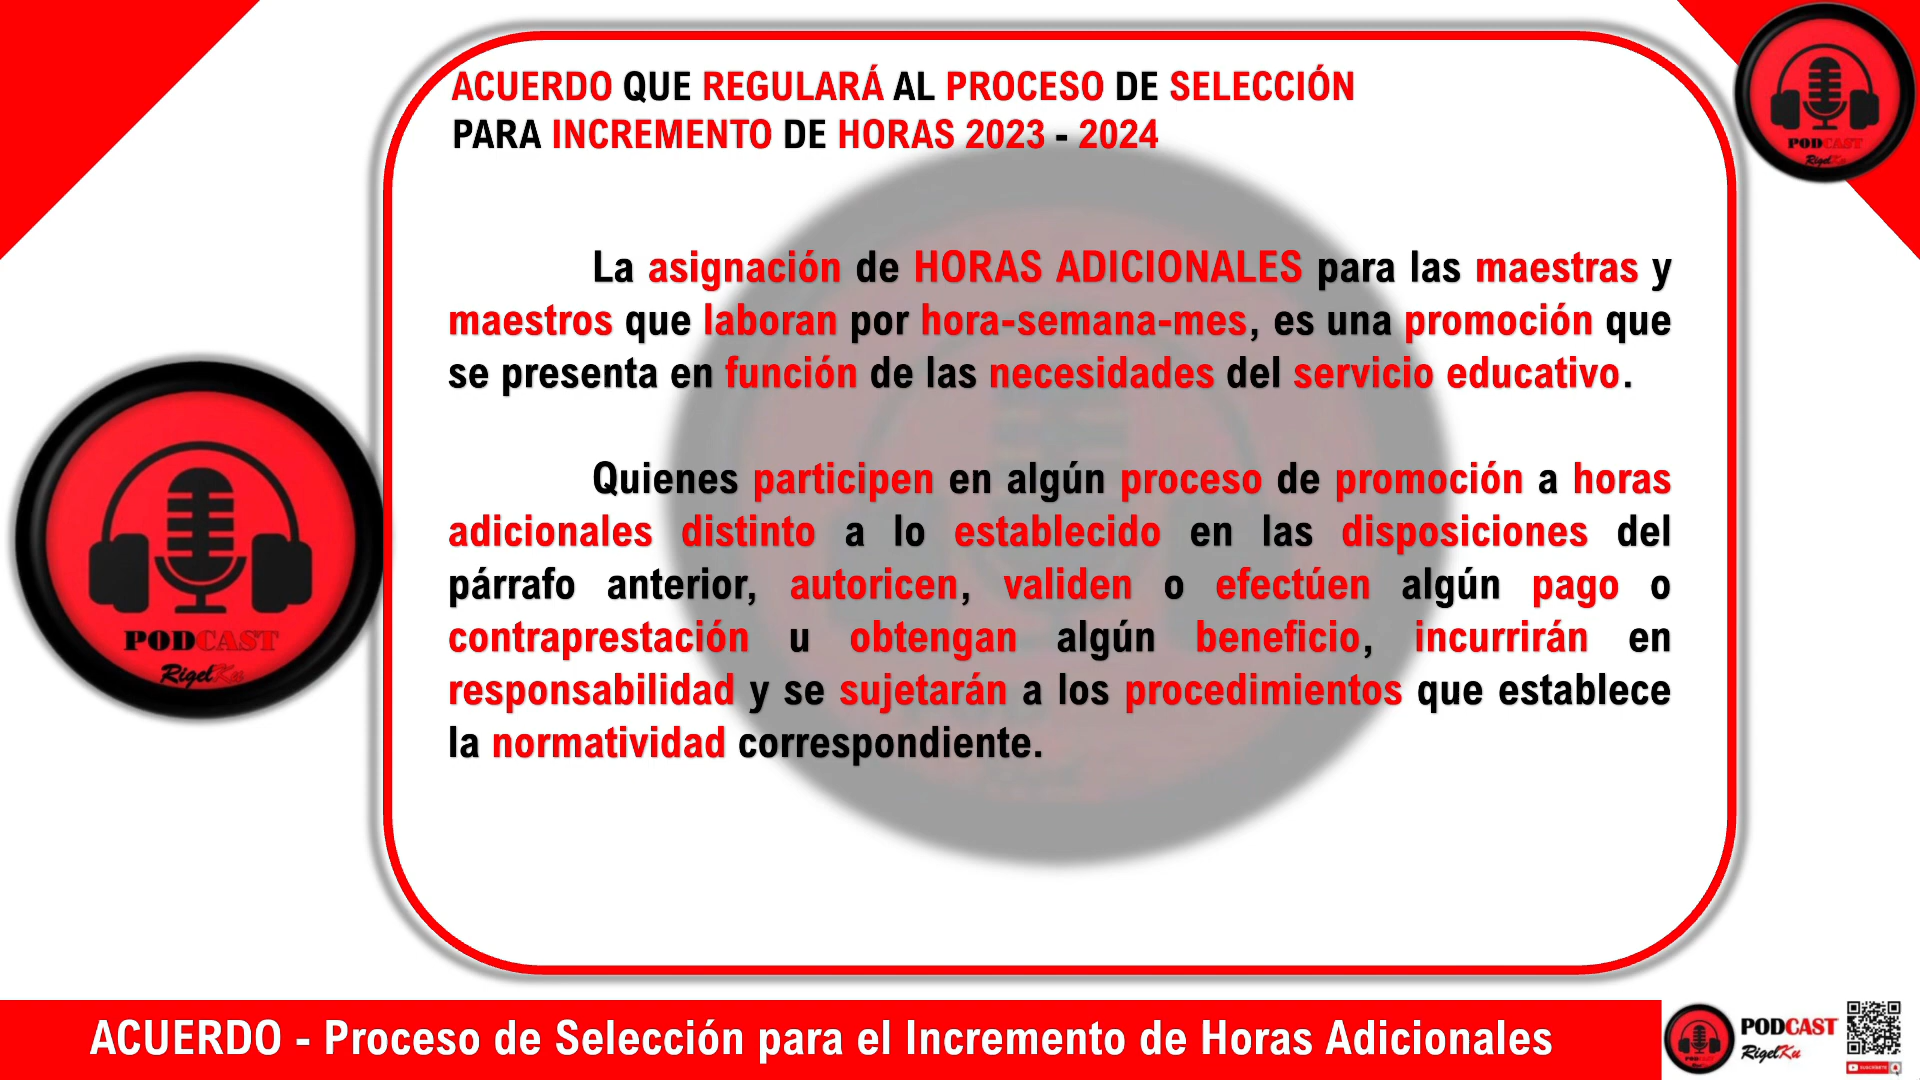 ACUERDO QUE REGULARÁ AL PROCESO DE SELECCIÓN
PARA INCREMENTO DE HORAS 2023 - 2024
La asignación de HORAS ADICIONALES para las maestras y
maestros que laboran por hora-semana-mes, es una promoción que
se presenta en función de las necesidades del servicio educativo.
Quienes participen en algún proceso de promoción a horas
adicionales distinto a lo establecido en las disposiciones del
párrafo anterior, autoricen, validen o efectúen algún pago o
contraprestación u obtengan algún beneficio, incurrirán en
responsabilidad y se sujetarán a los procedimientos que establece
la normatividad correspondiente.
PODCAST
RigelKu
PODCAST
RigelKu
ACUERDO - Proceso de Selección para el Incremento de Horas Adicionales
PODCAST
RigelKu